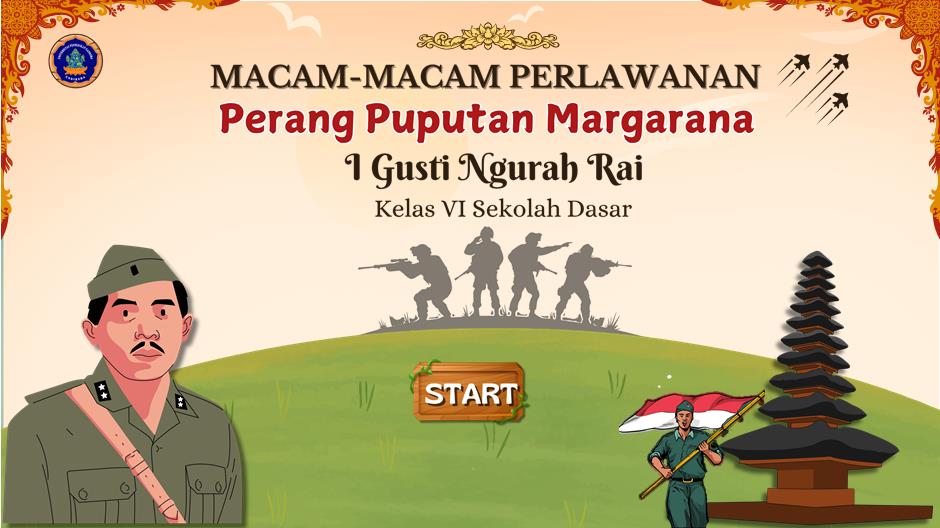 MACAM-MACAM PERLAWANAN
Perang Puputan Margarana
I Gusti Ngurah Rai
Kelas VI Sekolah Dasar
START